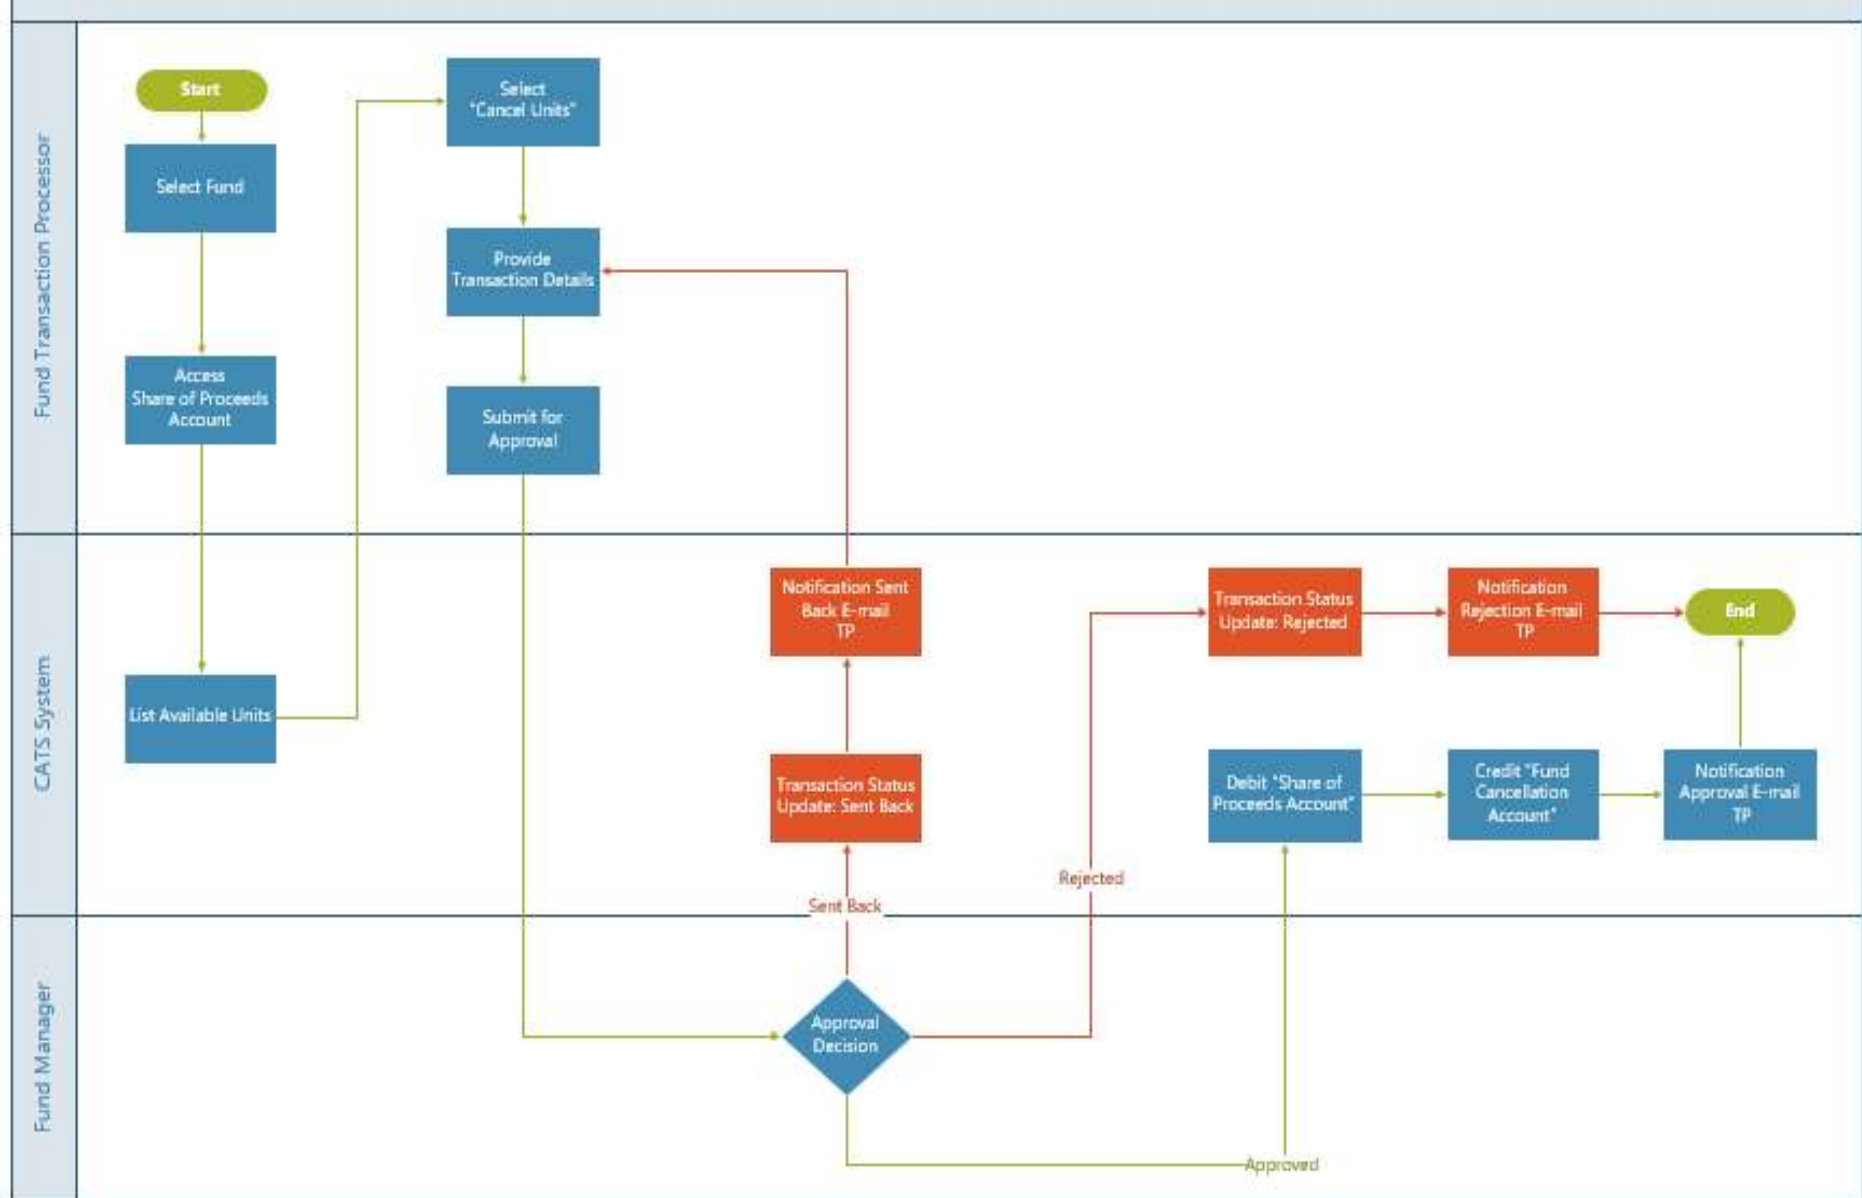 Fund Transaction Processor
Start
Select Fund
Access
Share of Proceeds
Account
Select
"Cancel Units"
Provide
Transaction Details
Submit for
Approval
CATS System
List Available Units
Notification Sent
Back E-mail
TP
Transaction Status
Update: Sent Back
Sent Back
Rejected
Transaction Status
Update: Rejected
Notification
Rejection E-mail
TP
End
Debit "Share of
Proceeds Account"
Credit "Fund
Cancellation
Account"
Notification
Approval E-mail
TP
Fund Manager
Approval
Decision
Approved